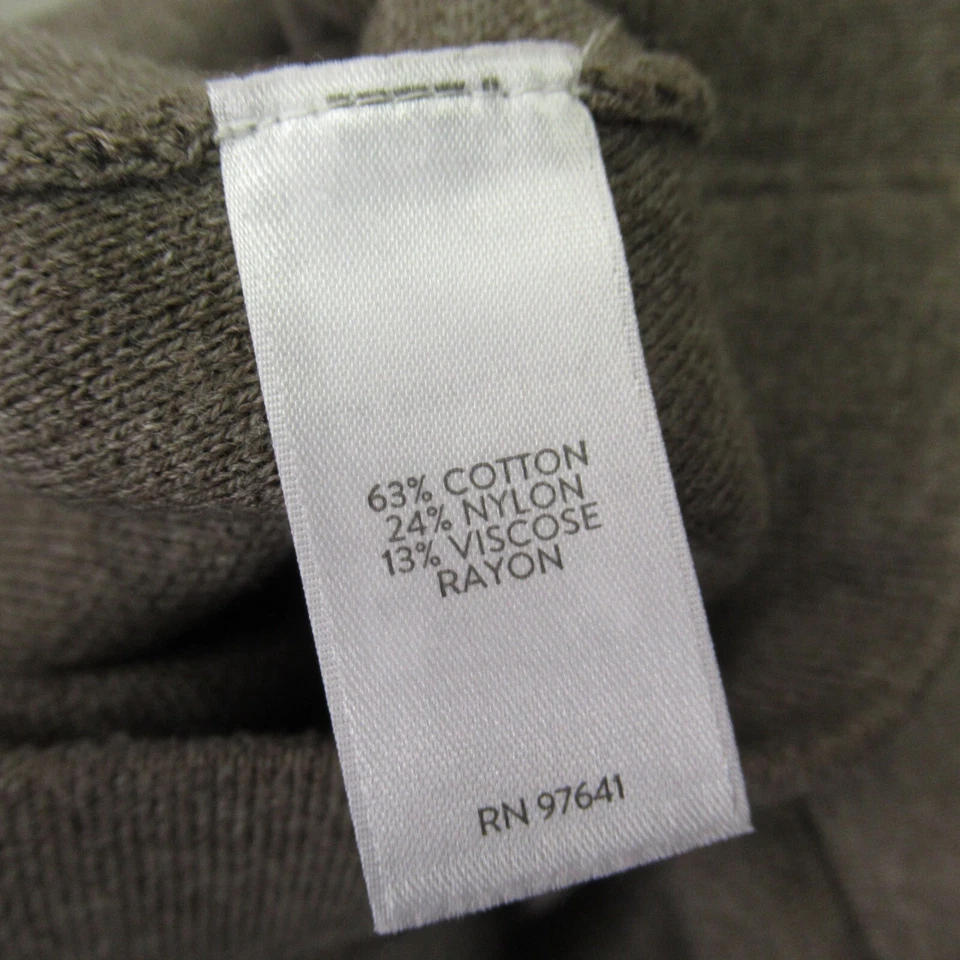 63% COTTON
24% NYLON
13% VISCOSE
RAYON
RN 97641